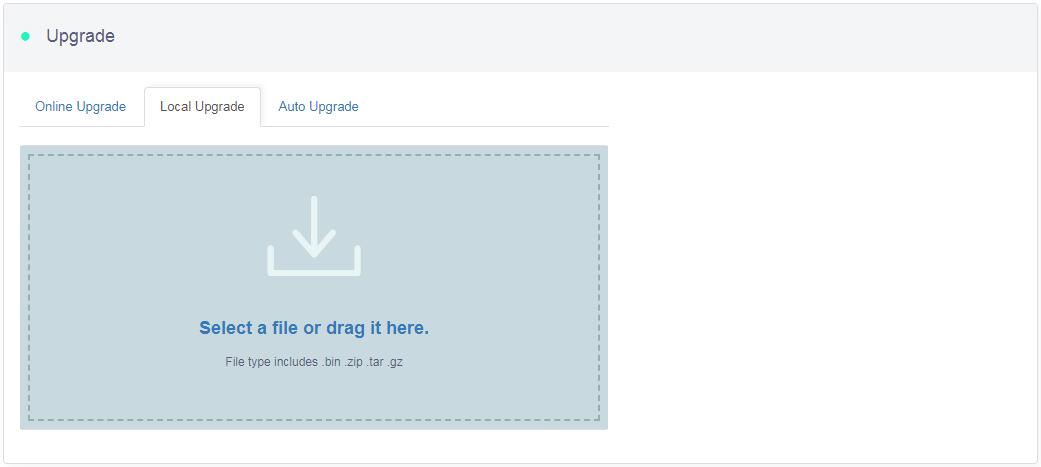 Upgrade
Online Upgrade Local Upgrade Auto Upgrade
Select a file or drag it here.
File type includes .bin .zip .tar .gz